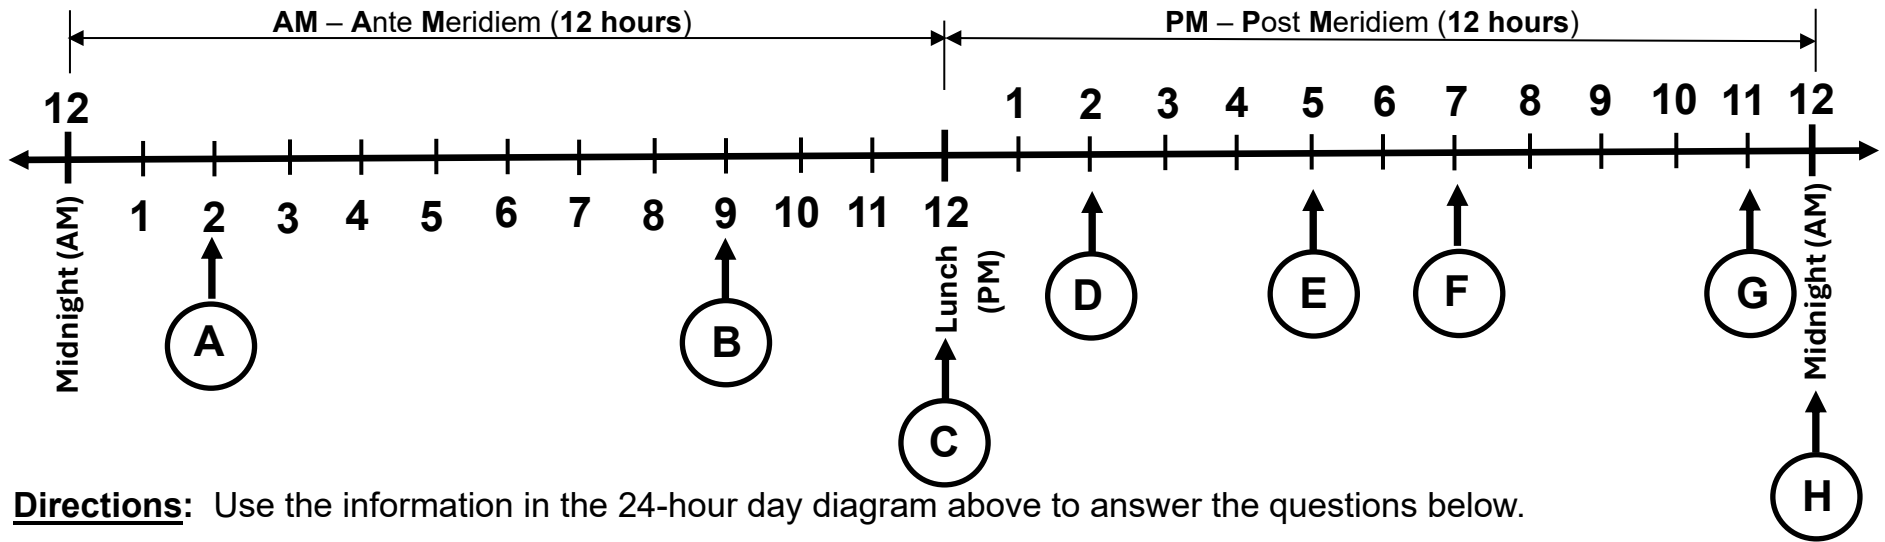 AM – Ante Meridiem (12 hours)
PM – Post Meridiem (12 hours)
12
1 2 3 4 5 6 7 8 9 10 11 12
1 2 3 4 5 6 7 8 9 10 11 12
Midnight (AM)
Lunch
(PM)
Midnight (AM)
A
B
C
D
E
F
G
H
Directions: Use the information in the 24-hour day diagram above to answer the questions below.